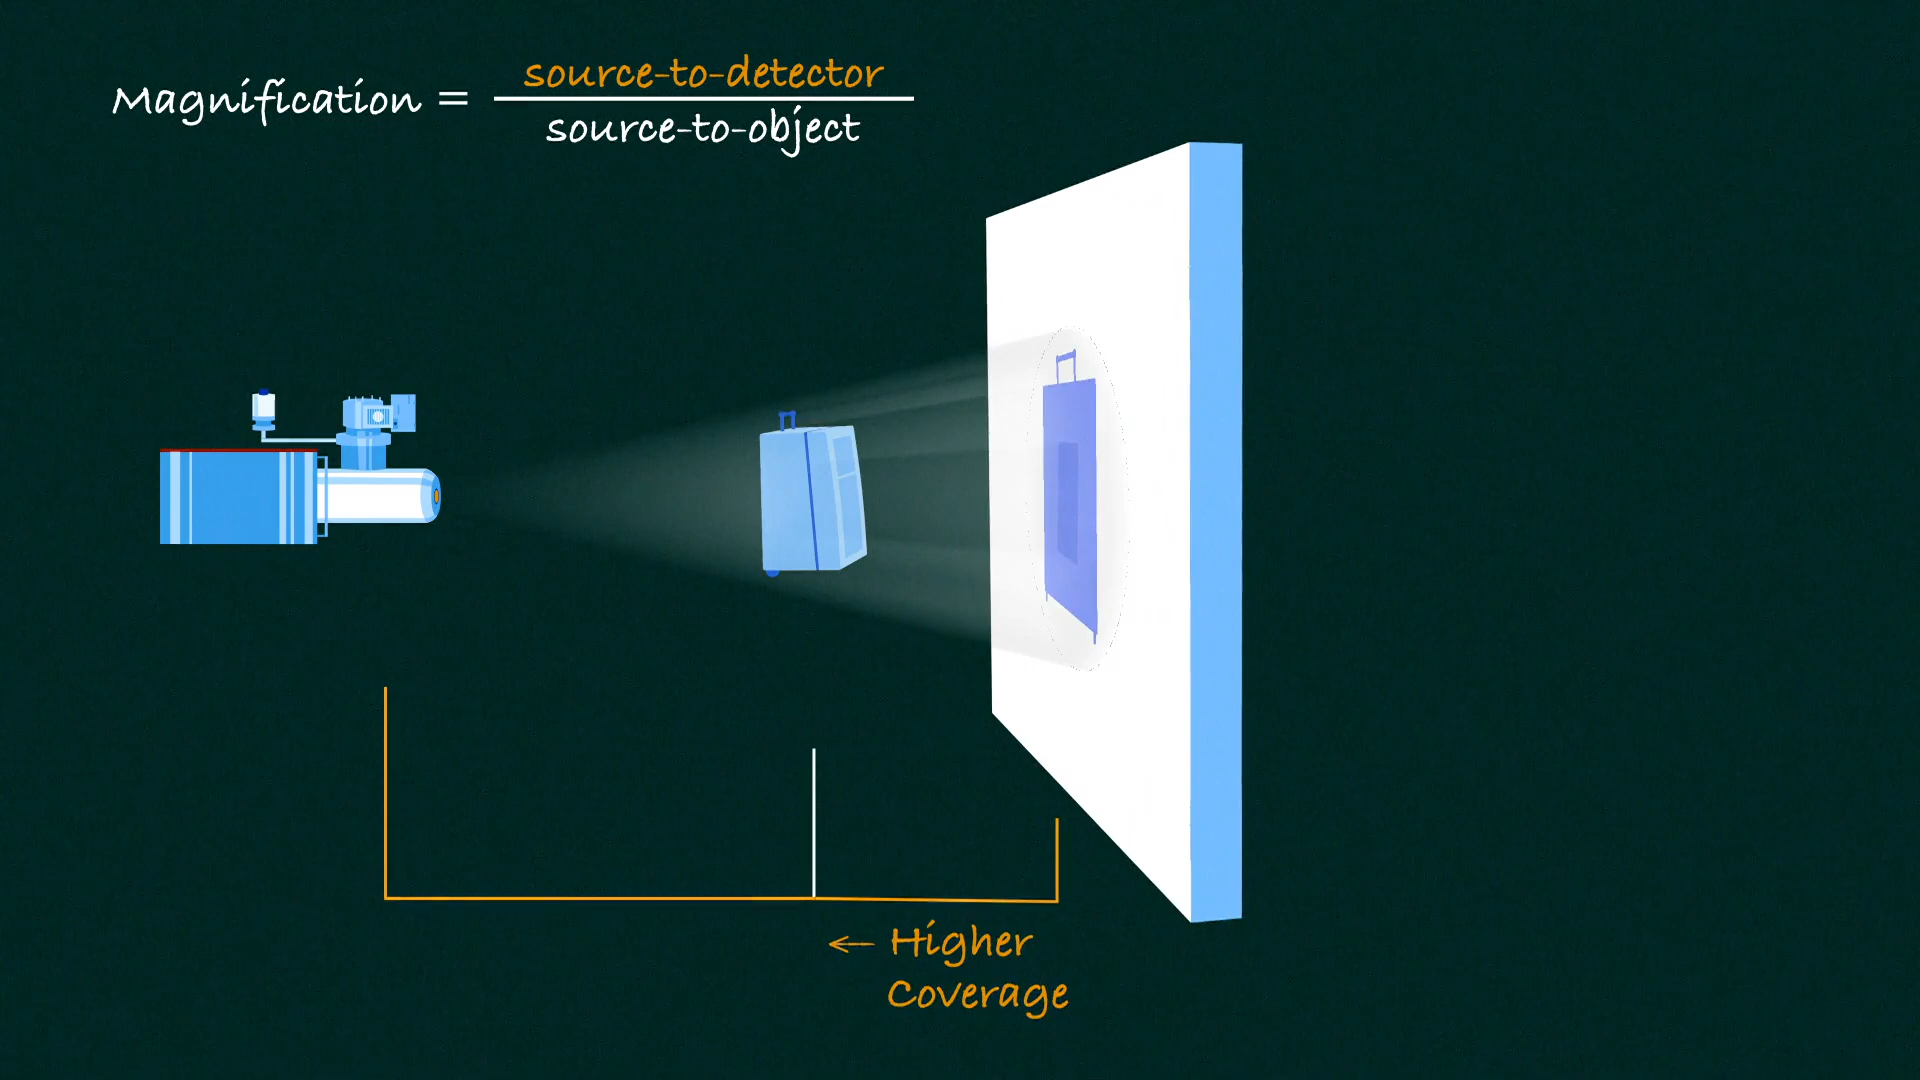 Magnification = source-to-detector
source-to-object
← Higher
Coverage